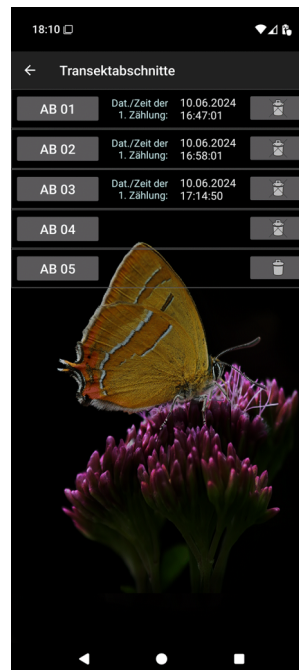 18:10
Transektabschnitte
AB 01
Dat./Zeit der 10.06.2024
1. Zählung: 16:47:01
AB 02
Dat./Zeit der 10.06.2024
1. Zählung: 16:58:01
AB 03
Dat./Zeit der 10.06.2024
1. Zählung: 17:14:50
AB 04
AB 05